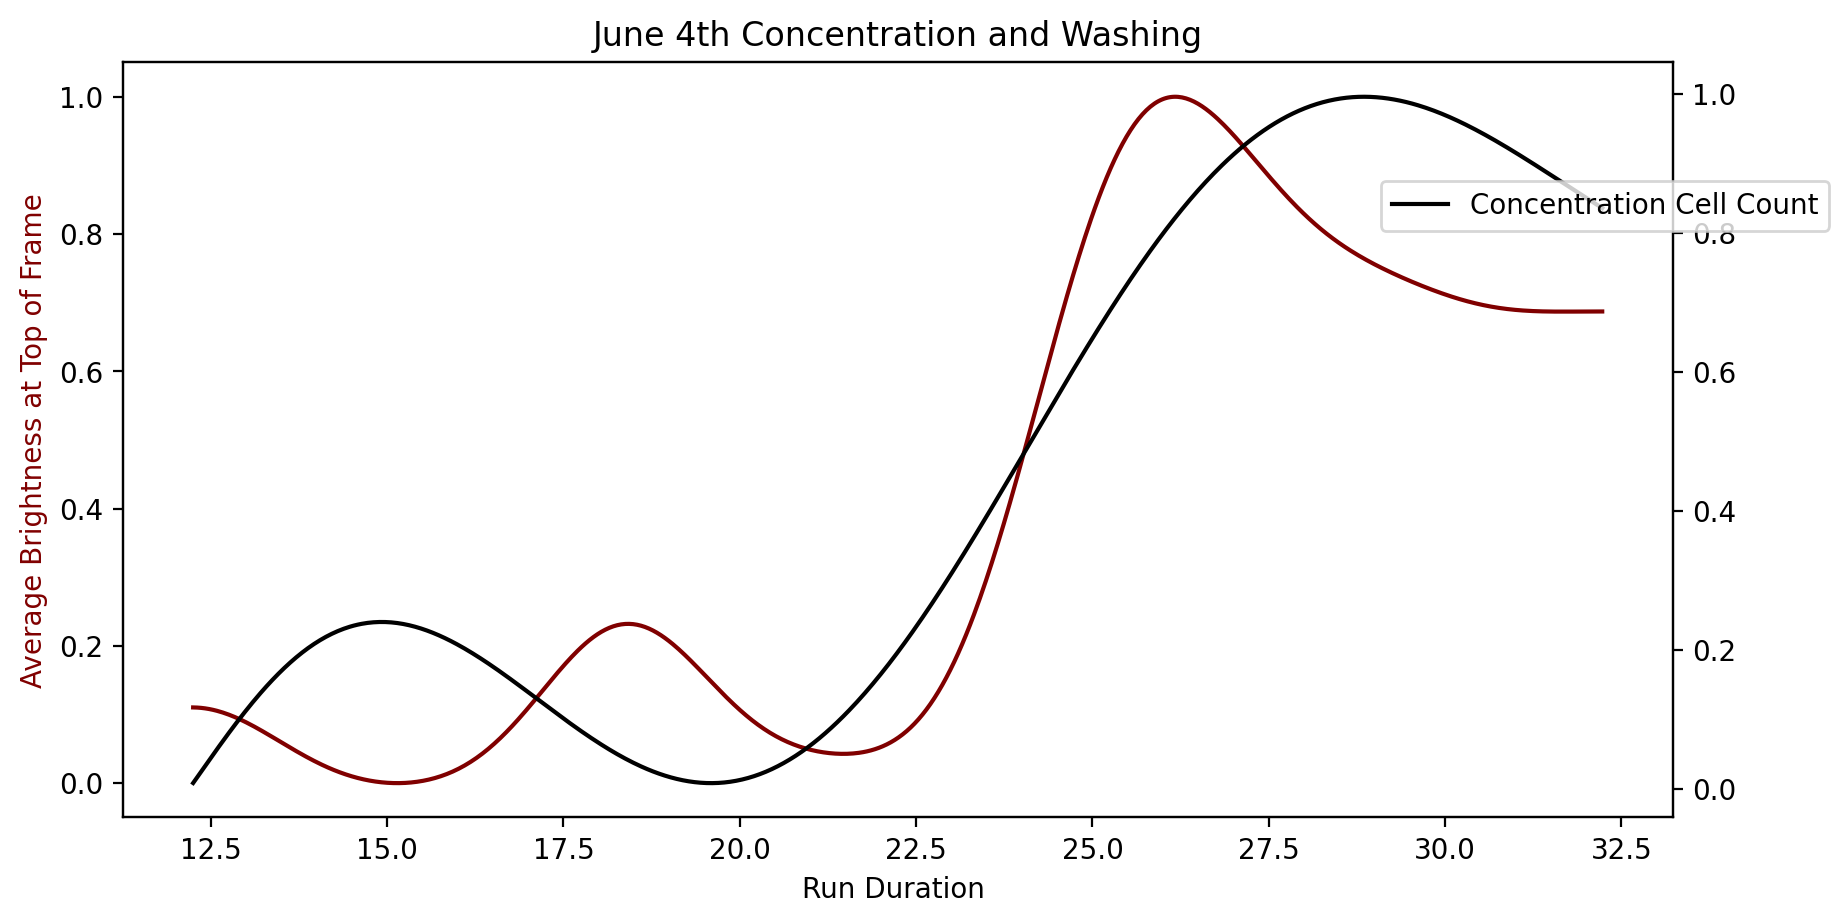 June 4th Concentration and Washing
1.0
0.8
0.6
0.4
0.2
0.0
Average Brightness at Top of Frame
1.0
0.8
0.6
0.4
0.2
0.0
Concentration Cell Count
12.5 15.0 17.5 20.0 22.5 25.0 27.5 30.0 32.5
Run Duration